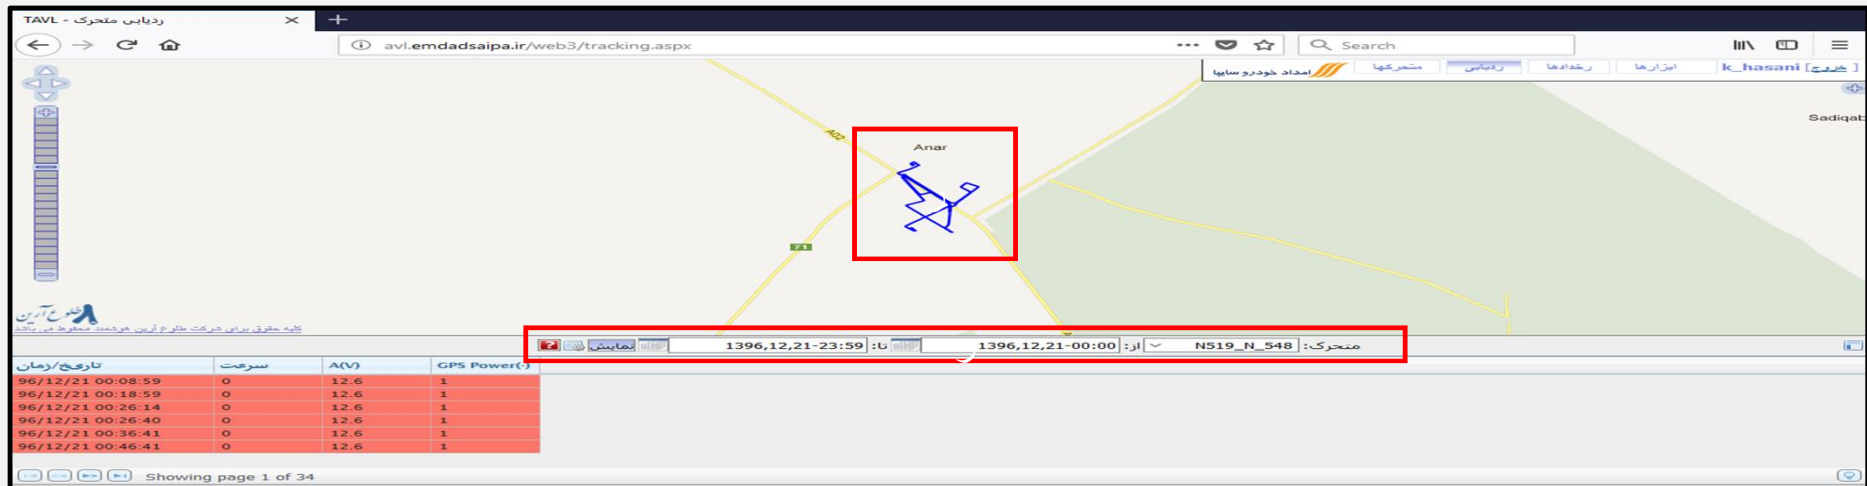 ردیابی متحرک - TAVL
avl.emdadsaipa.ir/web3/tracking.aspx
Search
امداد خودرو سایپا
متحرکها
ردیابی
رخدادها
ابزارها
k_hasani [خروج]
Sadiqab
A02
Anar
71
طلوع آرین
کلیه حقوق برای شرکت طلوع آرین هوشمند محفوظ می باشد
متحرک: N519_N_548 از: 1396,12,21-00:00 تا: 1396,12,21-23:59 نمایش ?
تاریخ/زمان سرعت A(V) GPS Power(-)
96/12/21 00:08:59 0 12.6 1
96/12/21 00:18:59 0 12.6 1
96/12/21 00:26:14 0 12.6 1
96/12/21 00:26:40 0 12.6 1
96/12/21 00:36:41 0 12.6 1
96/12/21 00:46:41 0 12.6 1
Showing page 1 of 34